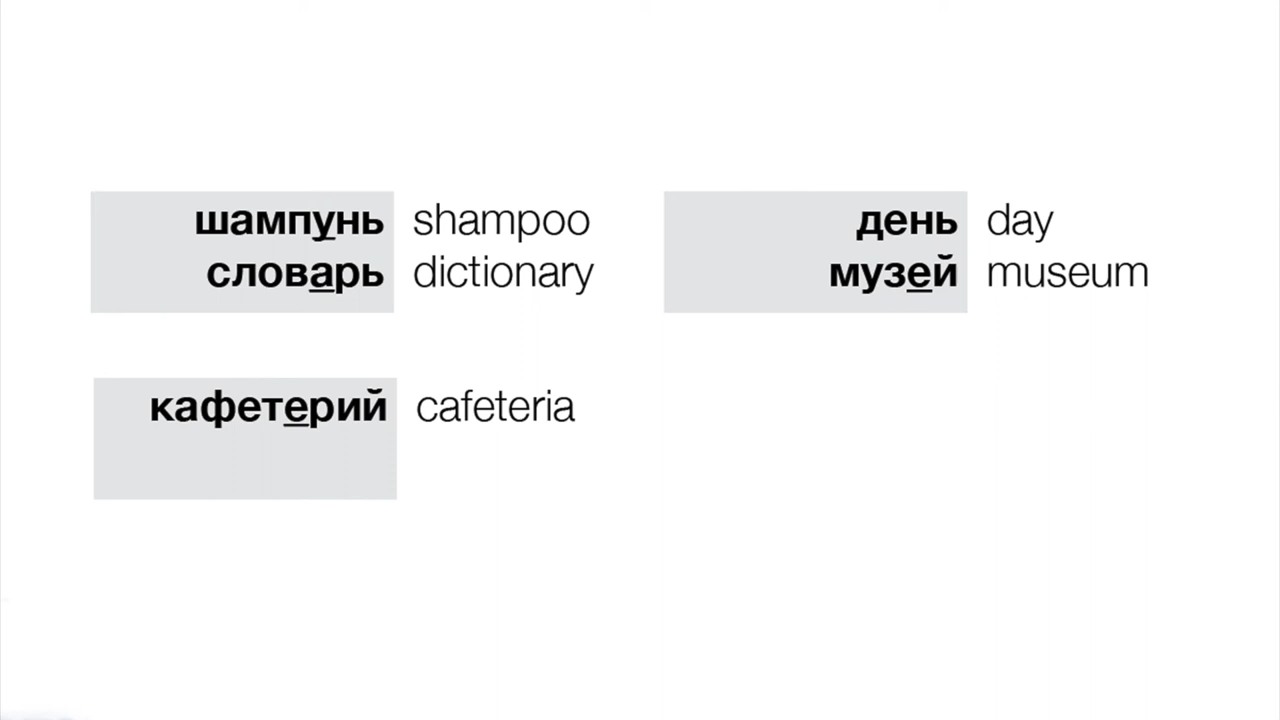 шампунь shampoo
словарь dictionary
день day
музей museum
кафетерий cafeteria